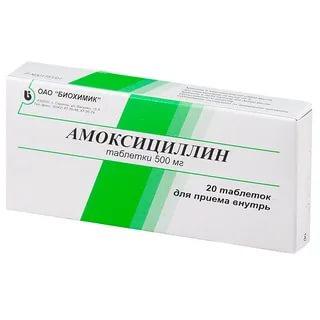 ОАО "БИОХИМИК"
АМОКСИЦИЛЛИН
таблетки 500 мг
20 таблеток
для приема внутрь